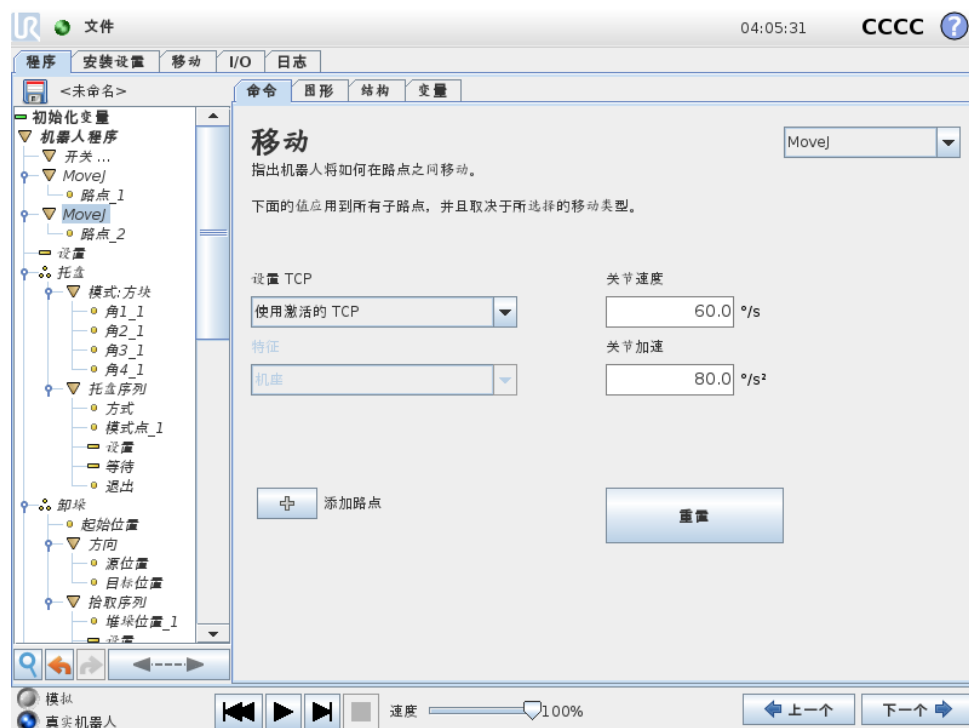 UR 文件 04:05:31 CCCC ?
程序 安装设置 移动 I/O 日志
<未命名> 命令 图形 结构 变量
初始化变量
机器人程序
开关 ...
MoveJ
路点_1
MoveJ
路点_2
设置
托盘
模式:方块
角1_1
角2_1
角3_1
角4_1
托盘序列
方式
模式点_1
设置
等待
退出
卸垛
起始位置
方向
源位置
目标位置
拾取序列
堆垛位置_1
设置
移动
MoveJ
指出机器人将如何在路点之间移动。
下面的值应用到所有子路点，并且取决于所选择的移动类型。
设置 TCP 关节速度
使用激活的 TCP 60.0 °/s
特征 关节加速
机座 80.0 °/s²
添加路点 重置
模拟
真实机器人
速度 100% 上一个 下一个